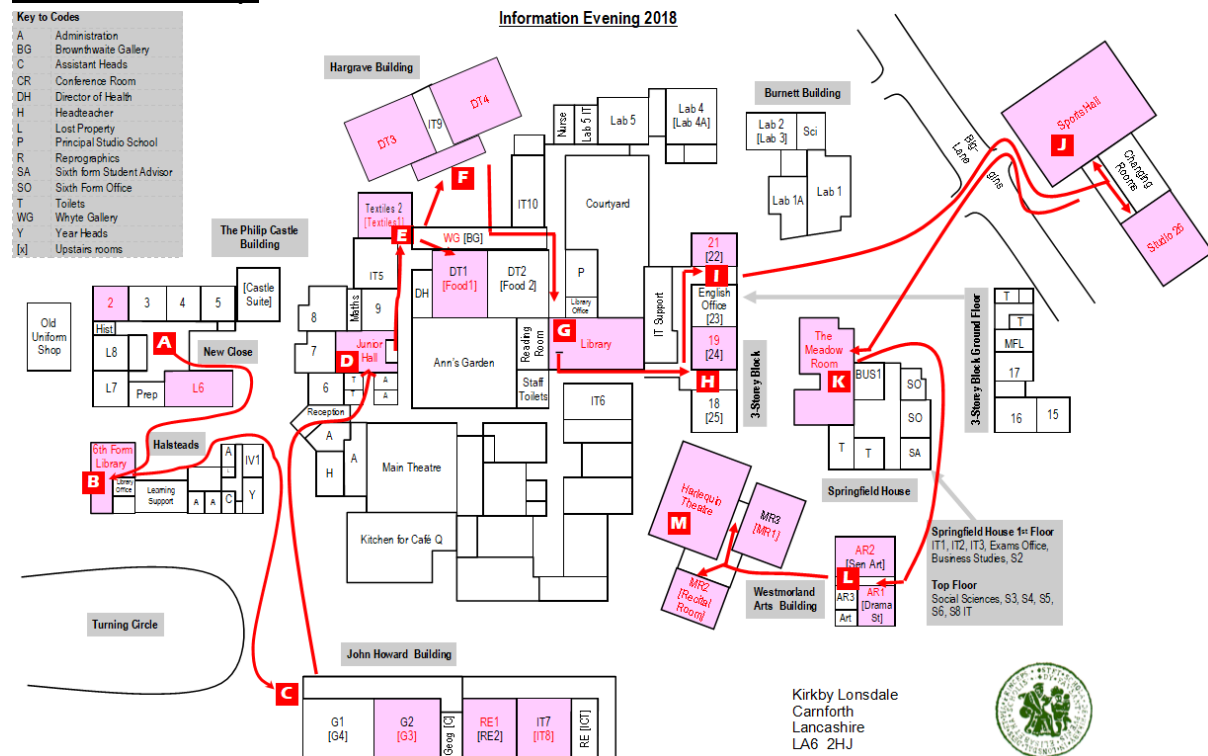 Information Evening 2018
Key to Codes
A Administration
BG Brownthwaite Gallery
C Assistant Heads
CR Conference Room
DH Director of Health
H Headteacher
L Lost Property
P Principal Studio School
R Reprographics
SA Sixth form Student Advisor
SO Sixth Form Office
T Toilets
WG Whyte Gallery
Y Year Heads
[x] Upstairs rooms
Hargrave Building
DT3
IT9
DT4
F
Nurse
Lab 5 IT
Lab 5
Lab 4
[Lab 4A]
Burnett Building
Lab 2
[Lab 3]
Sci
Lab 1A
Lab 1
Big-
Lane
gins
Sports Hall
J
Changing
Rooms
Studio 25
The Philip Castle
Building
Textiles 2
[Textiles1]
E
WG [BG]
IT10
Courtyard
IT5
DH
DT1
[Food1]
DT2
[Food 2]
P
Library Office
IT Support
21
[22]
I
English
Office
[23]
19
[24]
H
18
[25]
3-Storey Block
3-Storey Block Ground Floor
T
T
MFL
17
16
15
Old
Uniform
Shop
2
3
4
5
[Castle
Suite]
Hist
L8
A
New Close
L7
Prep
L6
8
Maths
9
7
D
Junior
Hall
6
T
T
A
A
Reception
A
H
A
Ann's Garden
Reading
Room
G
Library
Staff
Toilets
IT6
Main Theatre
Kitchen for Café Q
The
Meadow
Room
K
BUS1
SO
SO
SA
T
T
Springfield House
Halsteads
6th Form
Library
B
Library
Office
Learning
Support
A
A
A
C
IV1
Y
Harlequin
Theatre
M
MR3
[MR1]
MR2
[Recital
Room]
Westmorland
Arts Building
AR2
[Sen Art]
L
AR3
Art
AR1
[Drama
St]
Springfield House 1st Floor
IT1, IT2, IT3, Exams Office,
Business Studies, S2
Top Floor
Social Sciences, S3, S4, S5,
S6, S8 IT
Turning Circle
John Howard Building
C
G1
[G4]
G2
[G3]
Geog [C]
RE1
[RE2]
IT7
[IT8]
RE [ICT]
Kirkby Lonsdale
Carnforth
Lancashire
LA6 2HJ